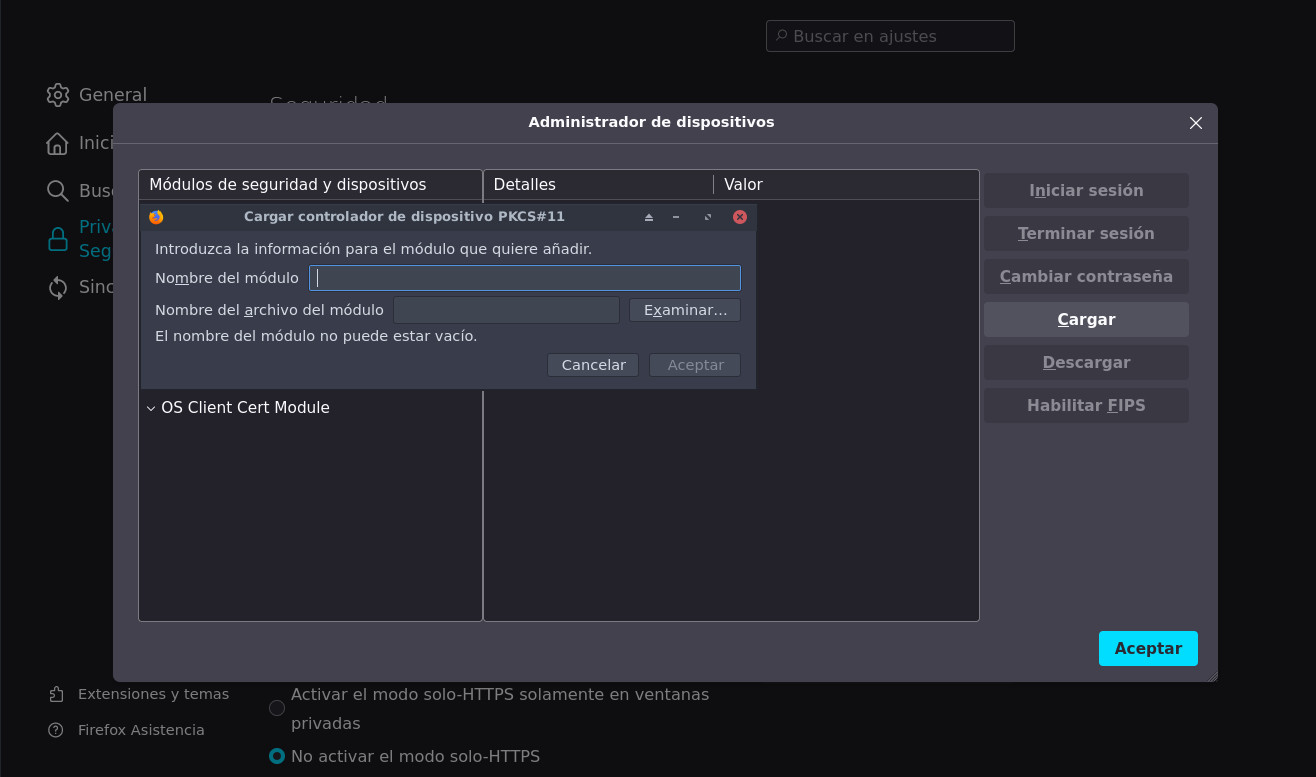 Buscar en ajustes
General
Seguridad
Inici
Busc
Priva
Seg
Sinc
Administrador de dispositivos
Módulos de seguridad y dispositivos
Detalles
Valor
Cargar controlador de dispositivo PKCS#11
Introduzca la información para el módulo que quiere añadir.
Nombre del módulo
Nombre del archivo del módulo
Examinar...
El nombre del módulo no puede estar vacío.
Cancelar
Aceptar
OS Client Cert Module
Iniciar sesión
Terminar sesión
Cambiar contraseña
Cargar
Descargar
Habilitar FIPS
Aceptar
Extensiones y temas
Firefox Asistencia
Activar el modo solo-HTTPS solamente en ventanas
privadas
No activar el modo solo-HTTPS